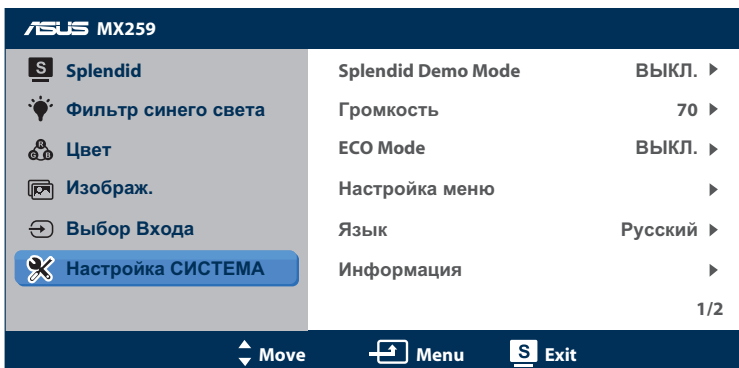 ASUS MX259
S Splendid
Фильтр синего света
R G B Цвет
Изображ.
Выбор Входа
Настройка СИСТЕМА
Splendid Demo Mode ВЫКЛ.
Громкость 70
ECO Mode ВЫКЛ.
Настройка меню
Язык Русский
Информация
1/2
Move Menu S Exit